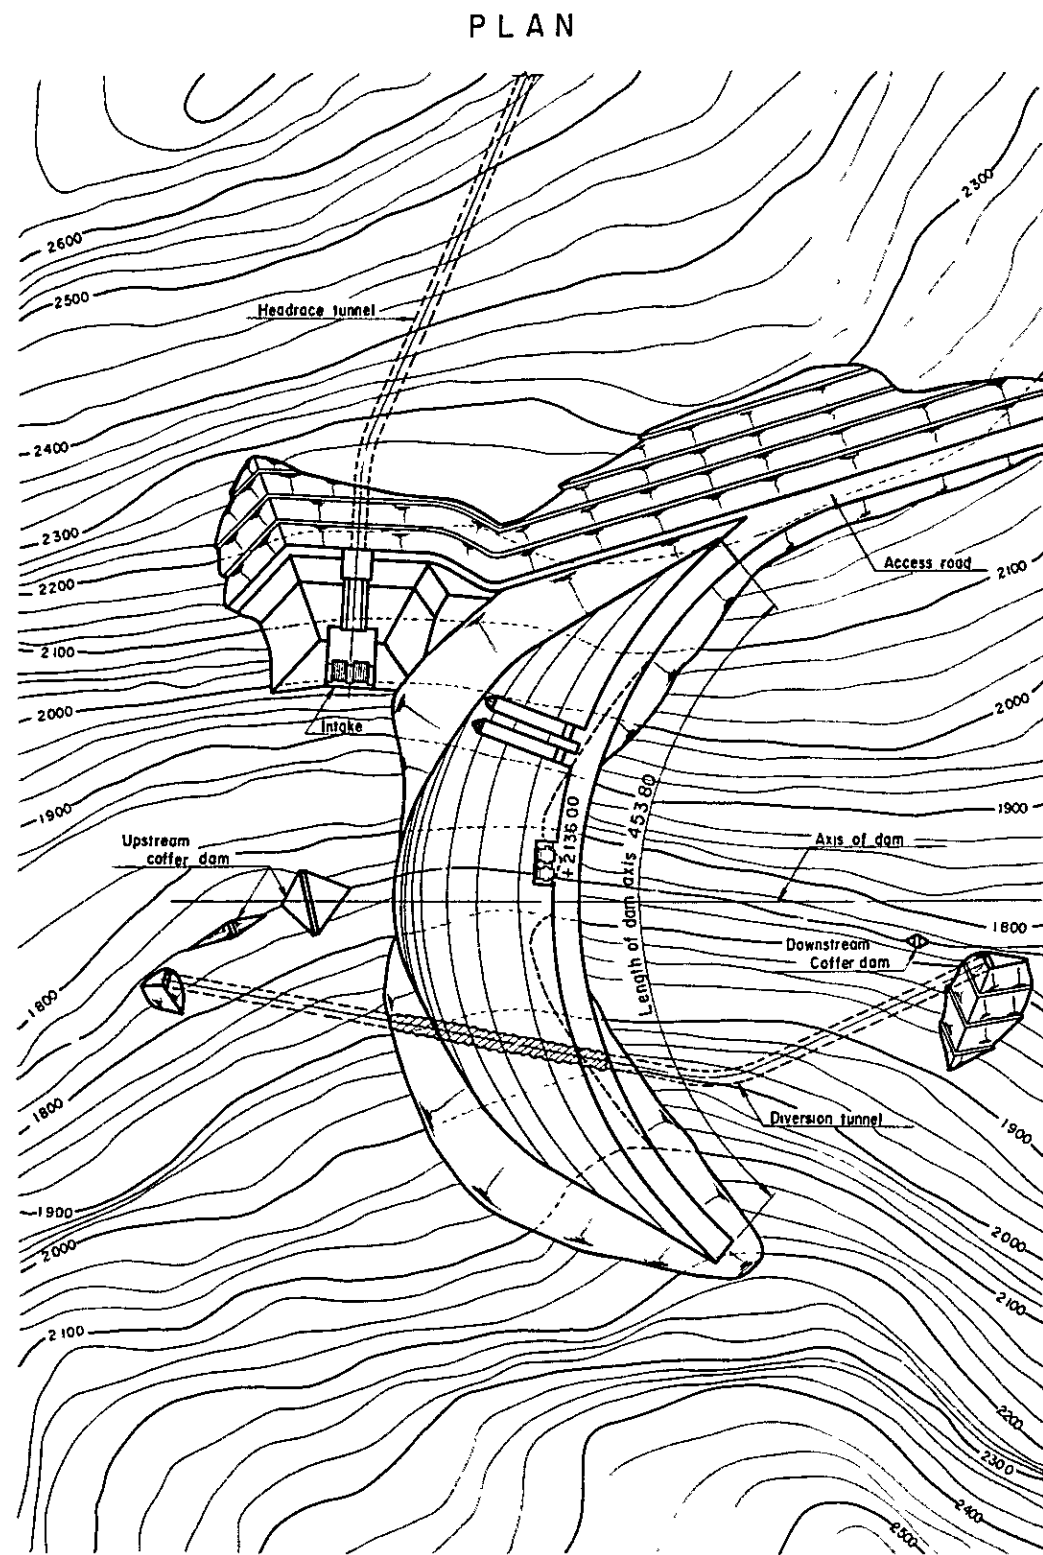 PLAN
2300
2600
2500
Headrace tunnel
2400
2300
2200
Access road
2100
2100
2000
2000
Intake
1900
1900
+2136 00
Length of dam axis 453 80
Upstream
coffer dam
Axis of dam
1800
Downstream
Coffer dam
1800
1800
Diversion tunnel
1900
1900
2000
2000
2100
2100
2200
2300
2400
2500